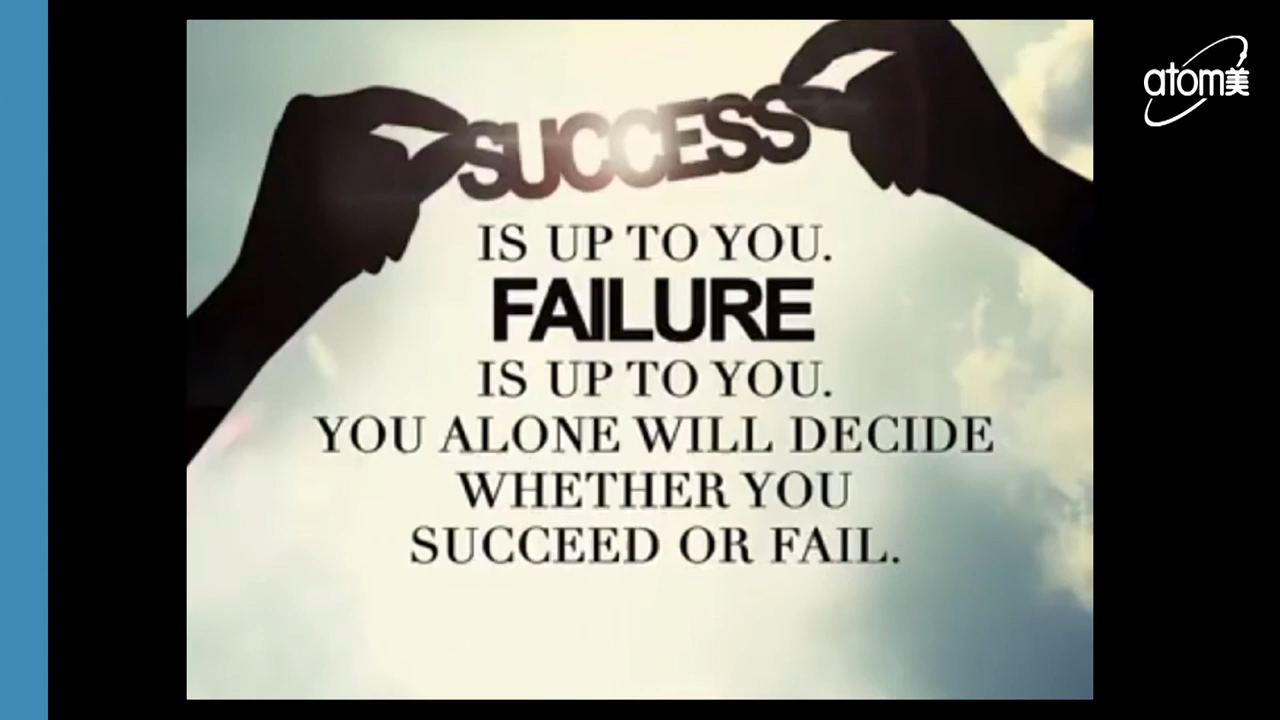 atom美
SUCCESS
IS UP TO YOU.
FAILURE
IS UP TO YOU.
YOU ALONE WILL DECIDE
WHETHER YOU
SUCCEED OR FAIL.